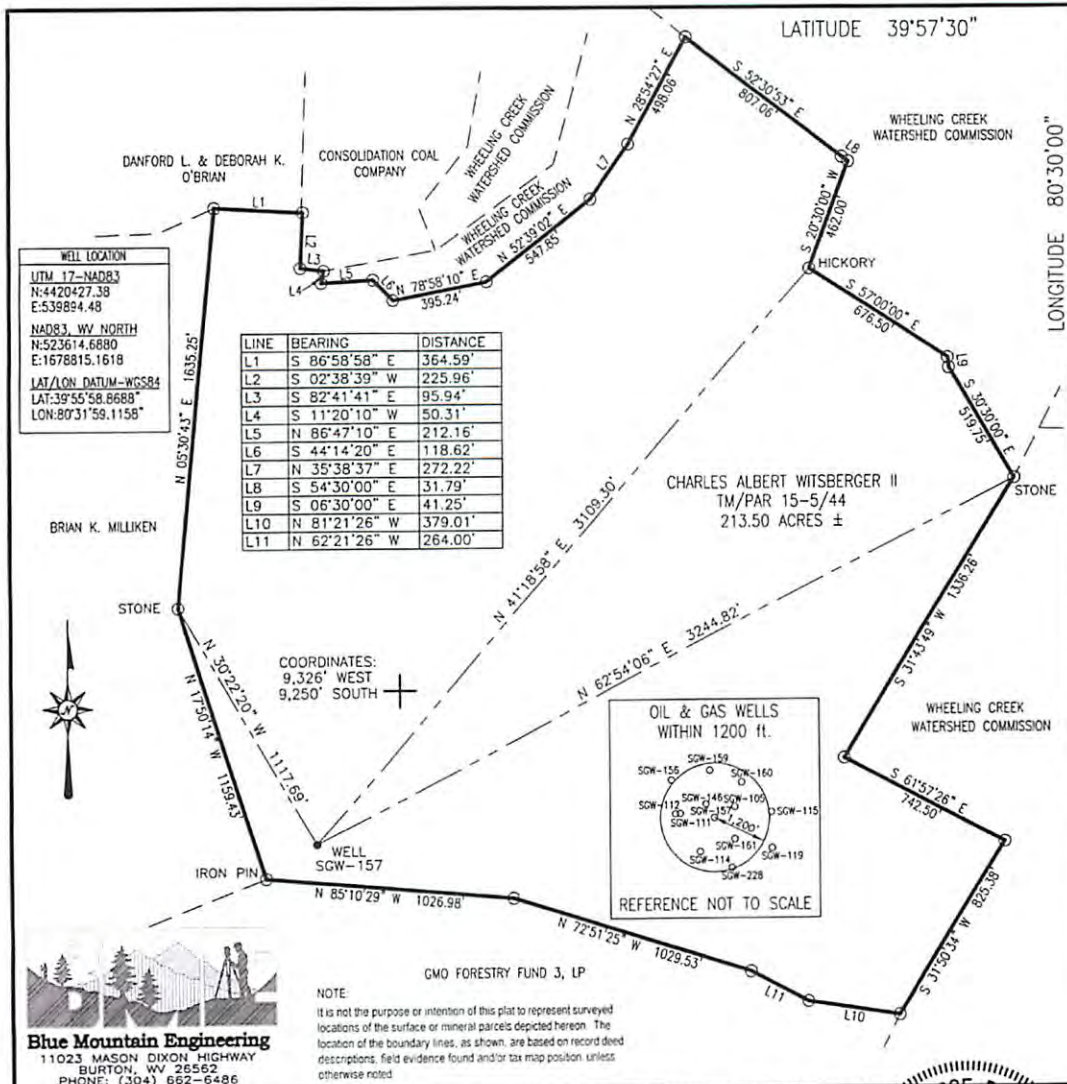 LATITUDE 39°57'30"
LONGITUDE 80°30'00"
S 52°30'53" E
807.06'
N 28°54'27" E
498.06'
WHEELING CREEK
WATERSHED COMMISSION
WHEELING CREEK
WATERSHED COMMISSION
WHEELING CREEK
WATERSHED COMMISSION
DANFORD L. & DEBORAH K.
O'BRIAN
CONSOLIDATION COAL
COMPANY
L7
L8
S 20°30'00" W
462.00'
HICKORY
L1
L2
L3
L4
L5
L6
N 78°58'10" E
395.24'
N 52°39'02" E
547.85'
S 57°00'00" E
676.50'
L9
S 30°30'00" E
519.75'
STONE
WELL LOCATION
UTM 17-NAD83
N:4420427.38
E:539894.48
NAD83, WV NORTH
N:523614.6880
E:1678815.1618
LAT/LON DATUM-WGS84
LAT:39°55'58.8688"
LON:80°31'59.1158"
N 05°30'43" E 1635.25'
LINE BEARING DISTANCE
L1 S 86°58'58" E 364.59'
L2 S 02°38'39" W 225.96'
L3 S 82°41'41" E 95.94'
L4 S 11°20'10" W 50.31'
L5 N 86°47'10" E 212.16'
L6 S 44°14'20" E 118.62'
L7 N 35°38'37" E 272.22'
L8 S 54°30'00" E 31.79'
L9 S 06°30'00" E 41.25'
L10 N 81°21'26" W 379.01'
L11 N 62°21'26" W 264.00'
CHARLES ALBERT WITSBERGER II
TM/PAR 15-5/44
213.50 ACRES ±
BRIAN K. MILLIKEN
N 41°18'58" E 3109.30'
N 62°54'06" E 3244.82'
S 31°43'49" W 1336.26'
STONE
N 30°22'20" W 1117.69'
N 17°50'14" W 1159.43'
COORDINATES:
9,326' WEST
9,250' SOUTH
N
WHEELING CREEK
WATERSHED COMMISSION
OIL & GAS WELLS
WITHIN 1200 ft.
SGW-159
SGW-156
SGW-160
SGW-146
SGW-105
SGW-112
SGW-157
SGW-115
SGW-111
1,200'
SGW-161
SGW-119
SGW-114
SGW-228
REFERENCE NOT TO SCALE
S 61°57'26" E
742.50'
S 31°50'34" W 825.38'
WELL
SGW-157
IRON PIN
N 85°10'29" W 1026.98'
N 72°51'25" W 1029.53'
L11
L10
GMO FORESTRY FUND 3, LP
BME
Blue Mountain Engineering
11023 MASON DIXON HIGHWAY
BURTON, WV 26562
PHONE: (304) 662-6486
NOTE:
It is not the purpose or intention of this plat to represent surveyed
locations of the surface or mineral parcels depicted hereon. The
location of the boundary lines, as shown, are based on record deed
descriptions, field evidence found and/or tax map position unless
otherwise noted